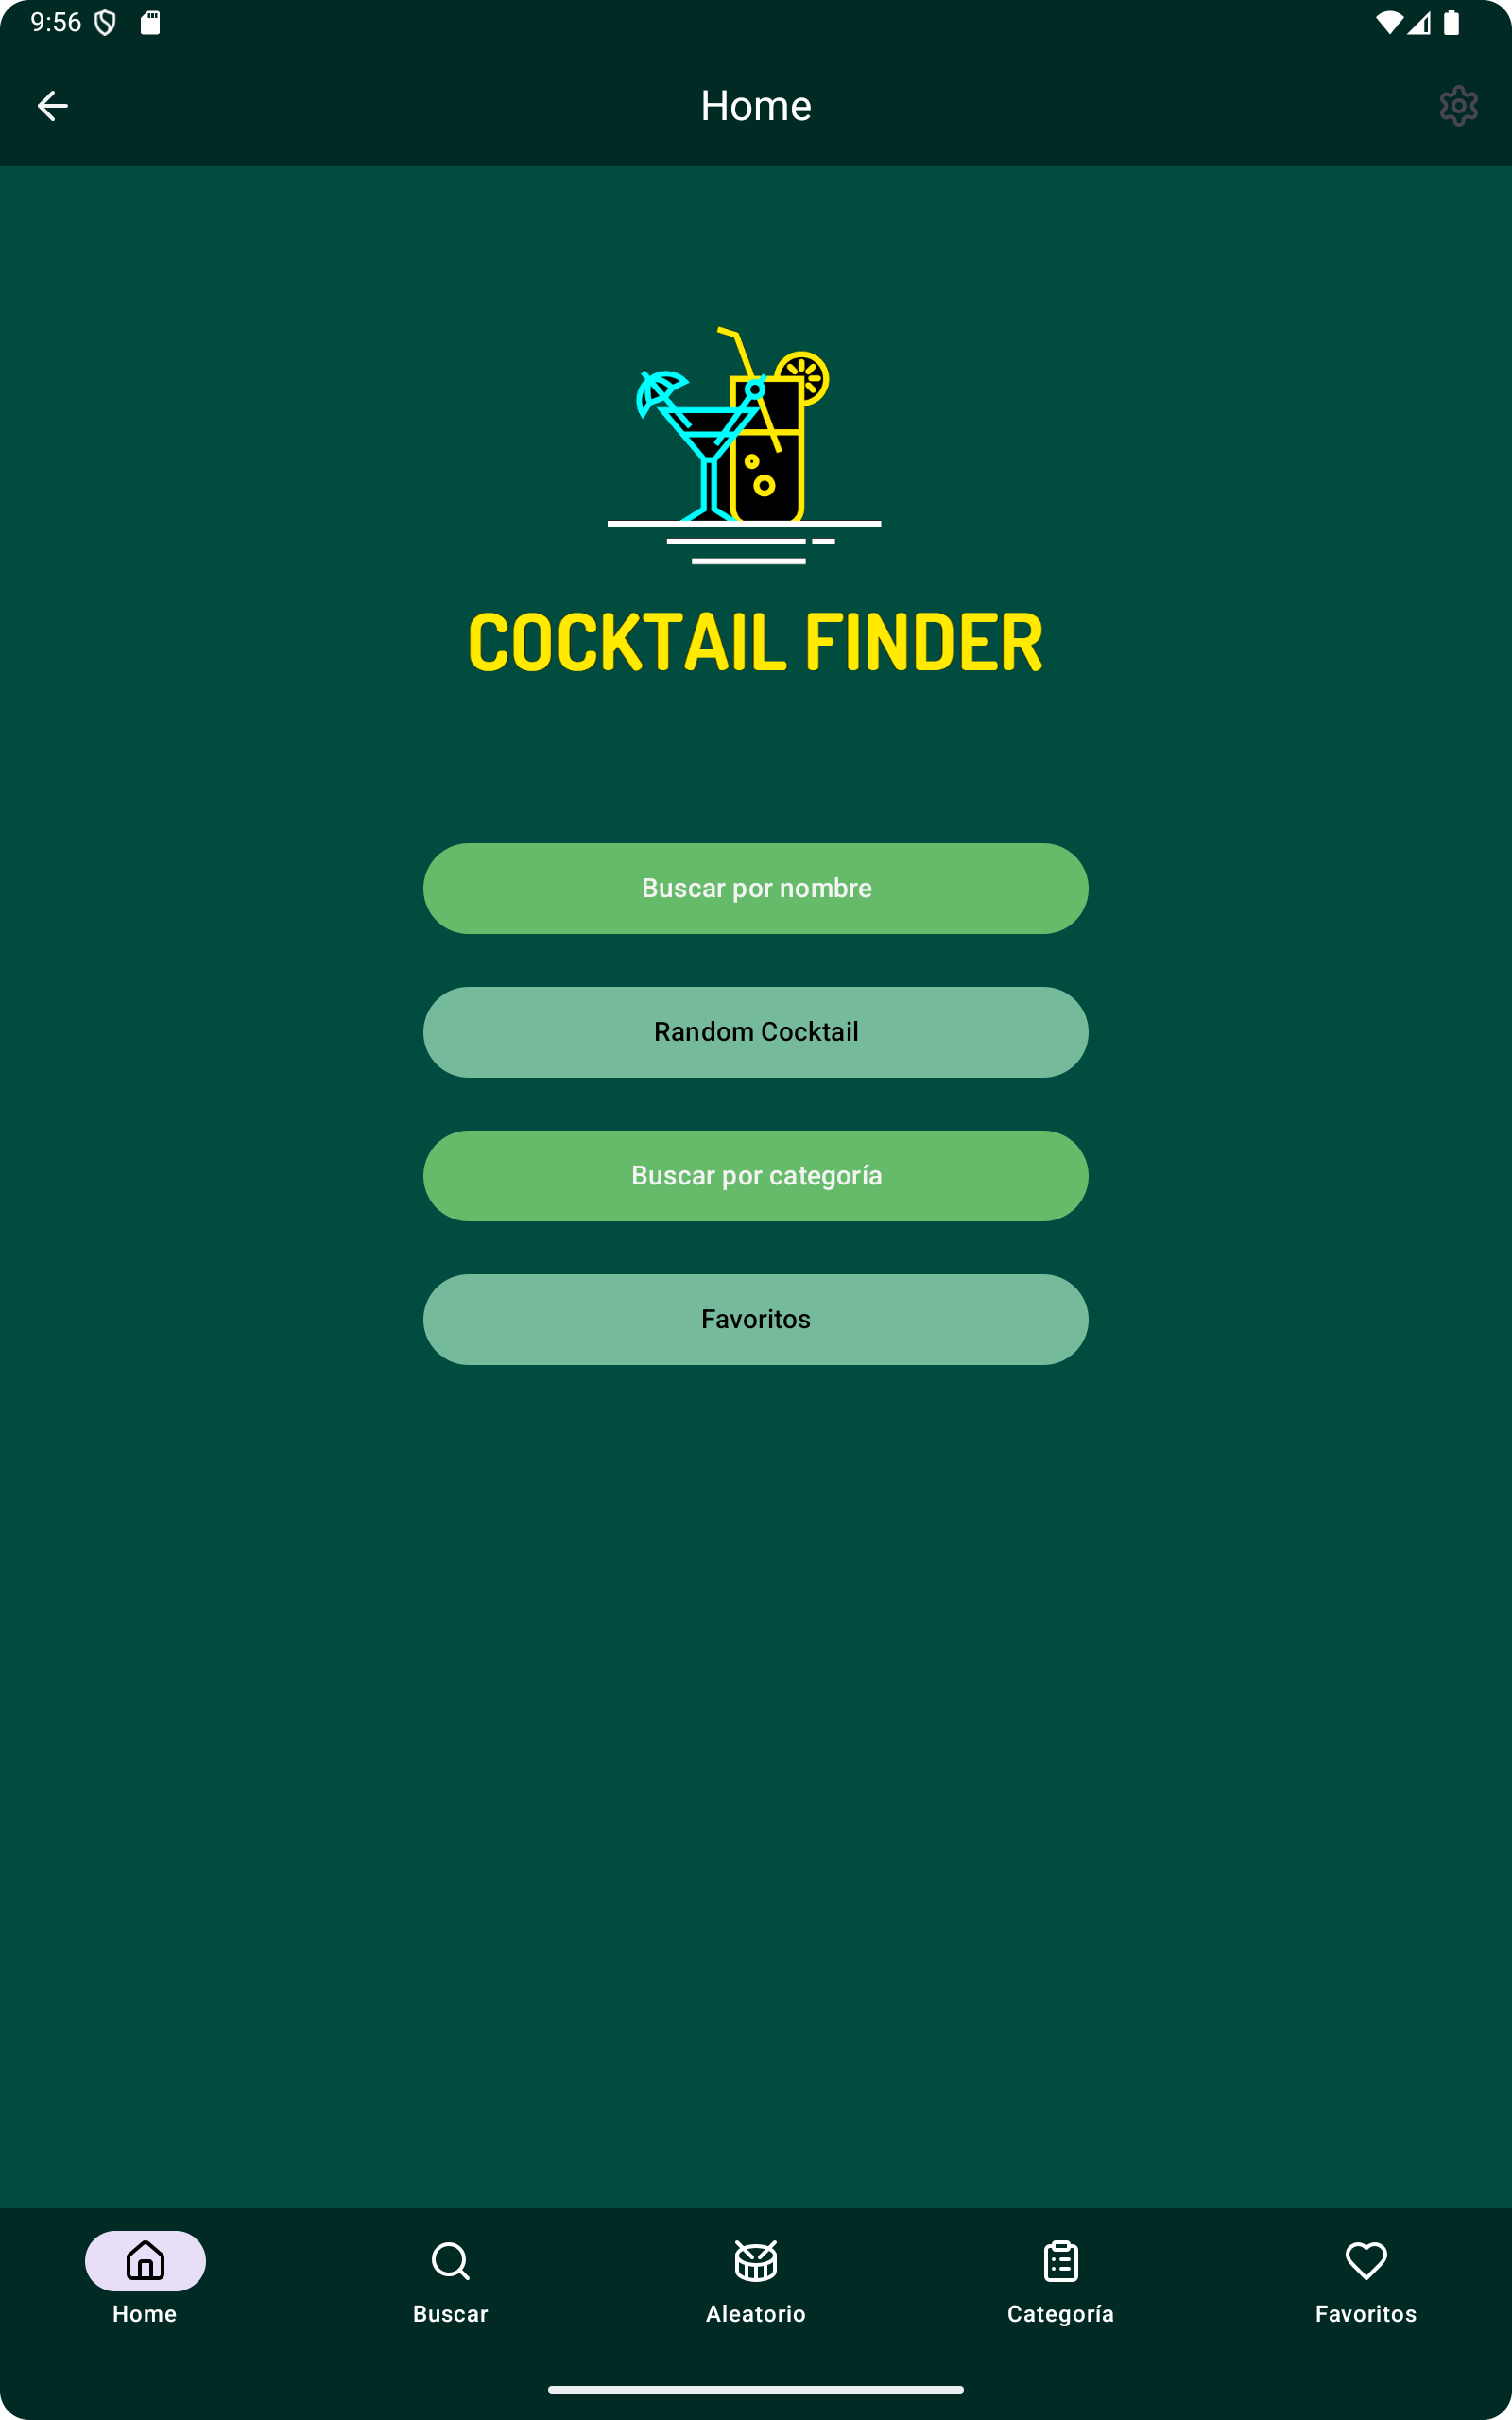 9:56
Home
COCKTAIL FINDER
Buscar por nombre
Random Cocktail
Buscar por categoría
Favoritos
Home
Buscar
Aleatorio
Categoría
Favoritos